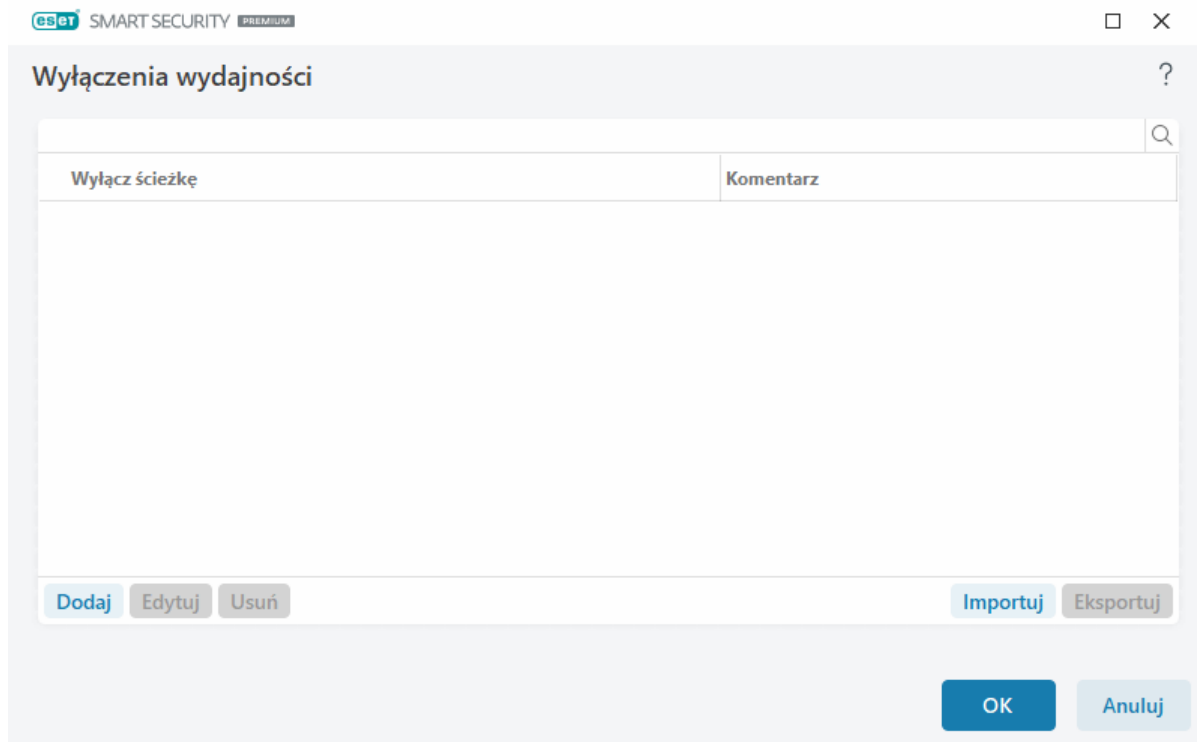 eset SMART SECURITY PREMIUM
Wyłączenia wydajności ?
Wyłącz ścieżkę Komentarz
Dodaj Edytuj Usuń Importuj Eksportuj
OK Anuluj